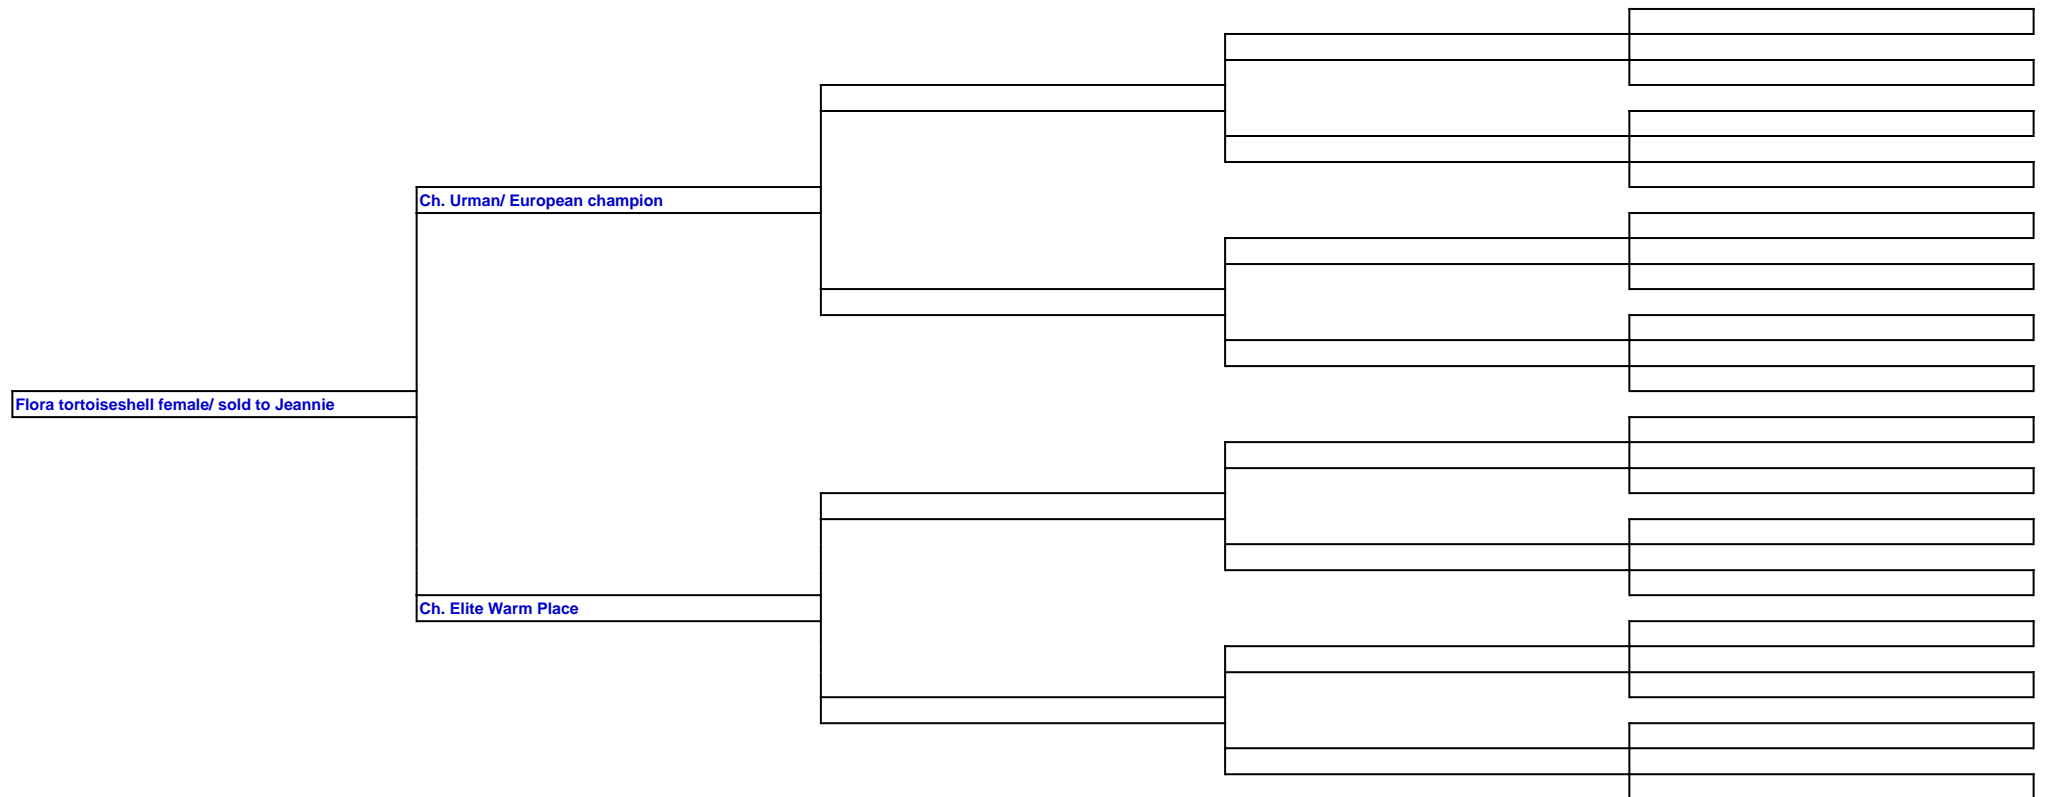 Ch. Urman/ European champion
Flora tortoiseshell female/ sold to Jeannie
Ch. Elite Warm Place